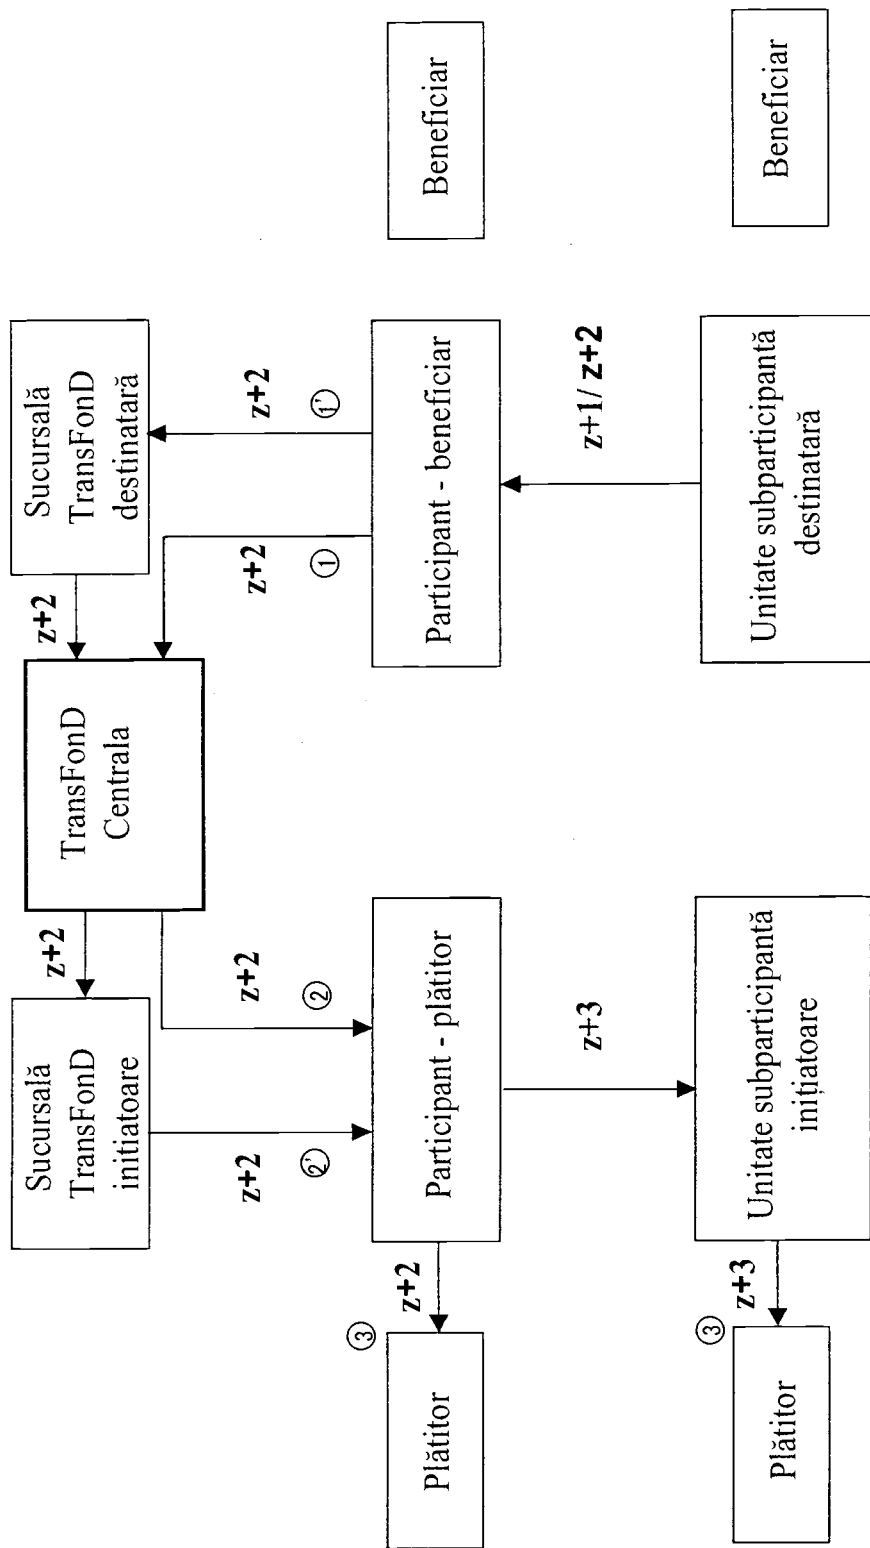 Sucursală
TransFonD
initiatoare
z+2
TransFonD
Centrala
z+2
Sucursală
TransFonD
destinatară
z+2
2'
z+2
2
z+2
1
z+2
1'
Plătitor
3
z+2
Participant - plătitor
Participant - beneficiar
Beneficiar
z+3
z+1/ z+2
Plătitor
3
z+3
Unitate subparticipantă
inițiatoare
Unitate subparticipantă
destinatară
Beneficiar